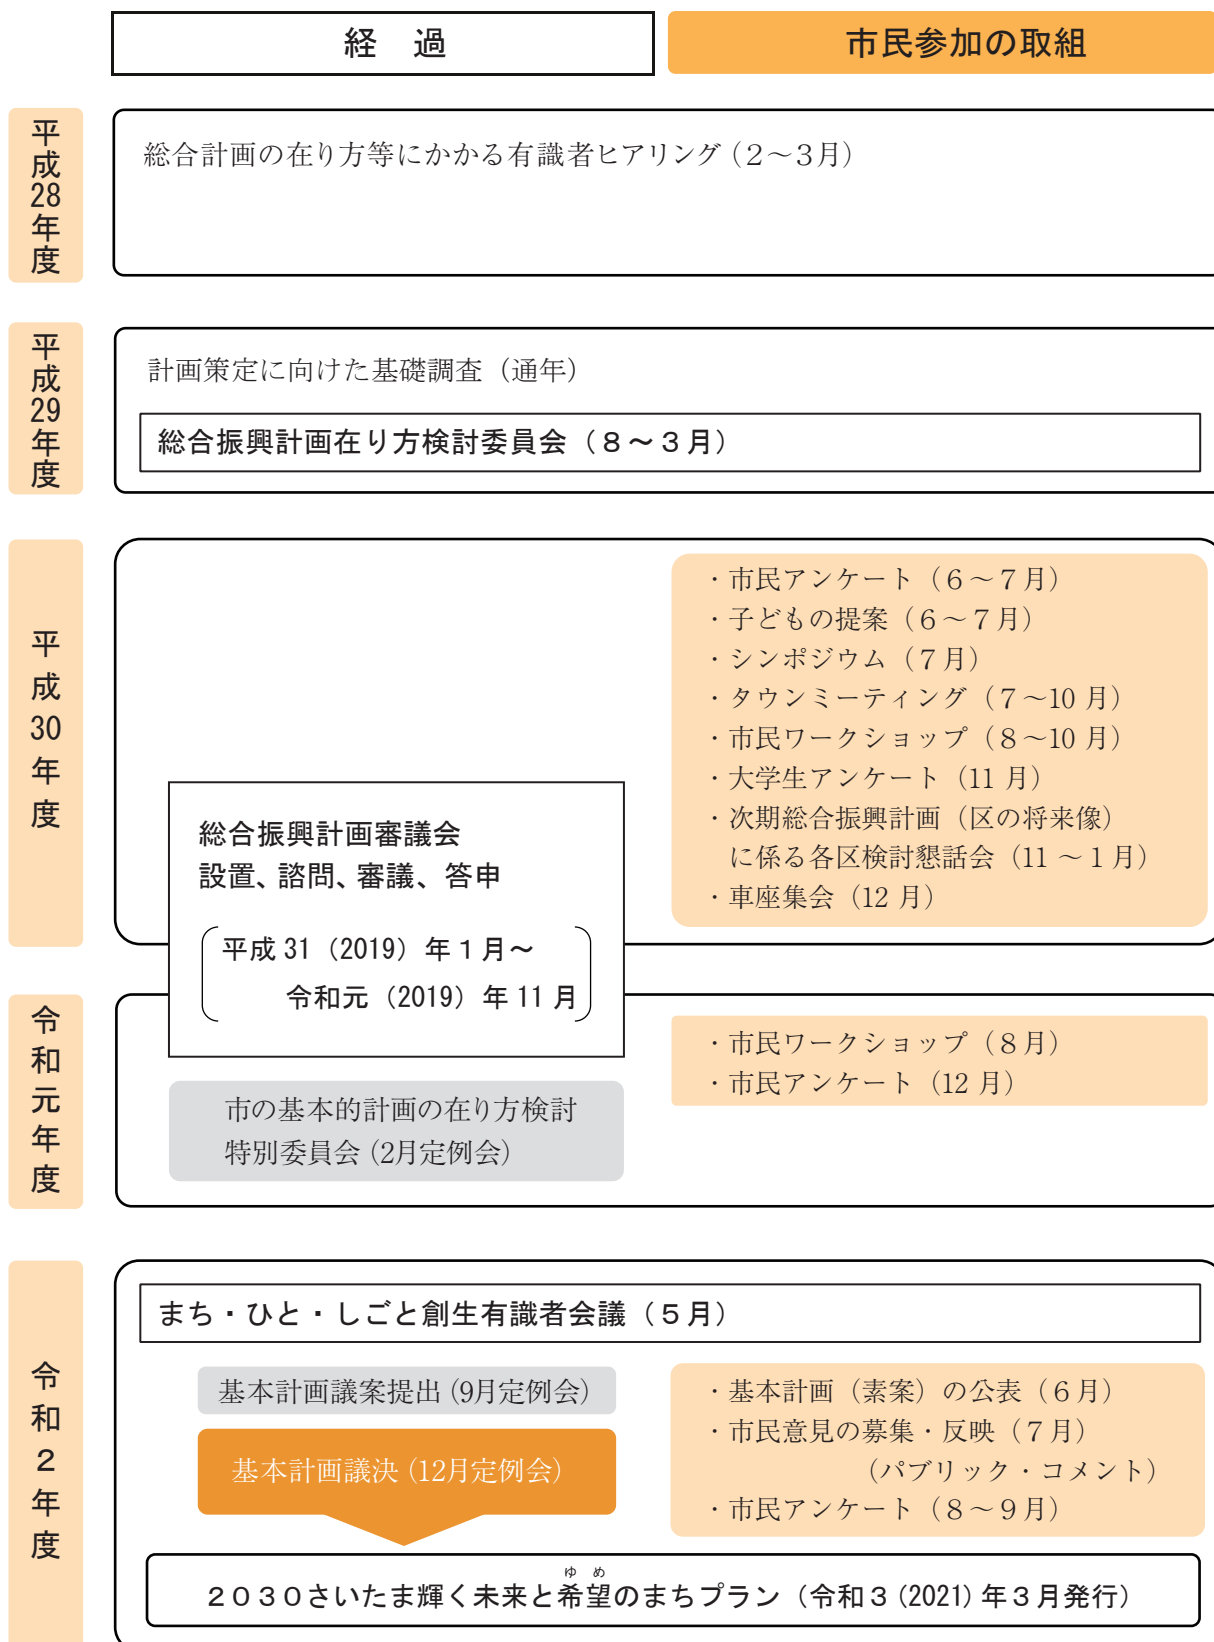 経　過
市民参加の取組
平成28年度
総合計画の在り方等にかかる有識者ヒアリング（２～３月）
平成29年度
計画策定に向けた基礎調査（通年）
総合振興計画在り方検討委員会（８～３月）
平成30年度
・市民アンケート（６～７月）
・子どもの提案（６～７月）
・シンポジウム（７月）
・タウンミーティング（７～10 月）
・市民ワークショップ（８～10 月）
・大学生アンケート（11 月）
・次期総合振興計画（区の将来像）
に係る各区検討懇話会（11 ～１月）
・車座集会（12 月）
総合振興計画審議会
設置、諮問、審議、答申
平成 31（2019）年１月～
令和元（2019）年 11 月
令和元年度
・市民ワークショップ（８月）
・市民アンケート（12 月）
市の基本的計画の在り方検討
特別委員会（2月定例会）
令和２年度
まち・ひと・しごと創生有識者会議（５月）
基本計画議案提出（9月定例会）
基本計画議決（12月定例会）
・基本計画（素案）の公表（６月）
・市民意見の募集・反映（７月）
（パブリック・コメント）
・市民アンケート（８～９月）
ゆめ
２０３０さいたま輝く未来と希望のまちプラン（令和３(2021)年３月発行）